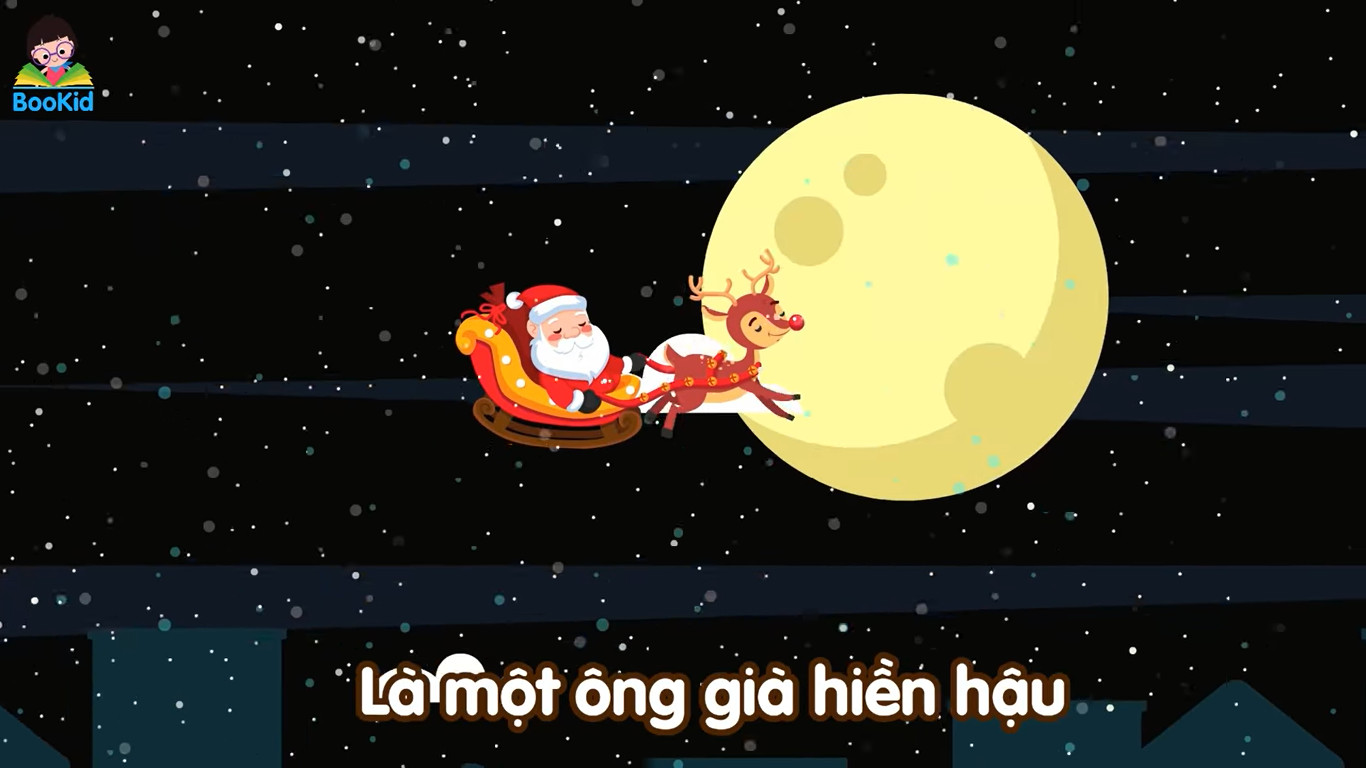 BooKid
Là một ông già hiền hậu